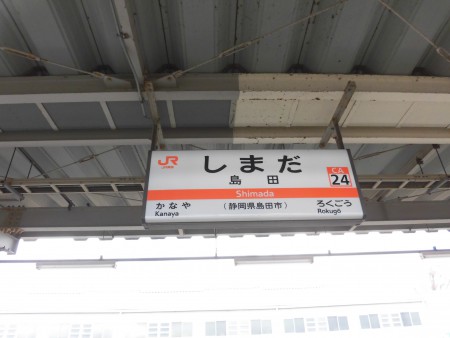 JR
しまだ
島田
Shimada
CA
24
かなや
Kanaya
(静岡県島田市)
ろくごう
Rokugō